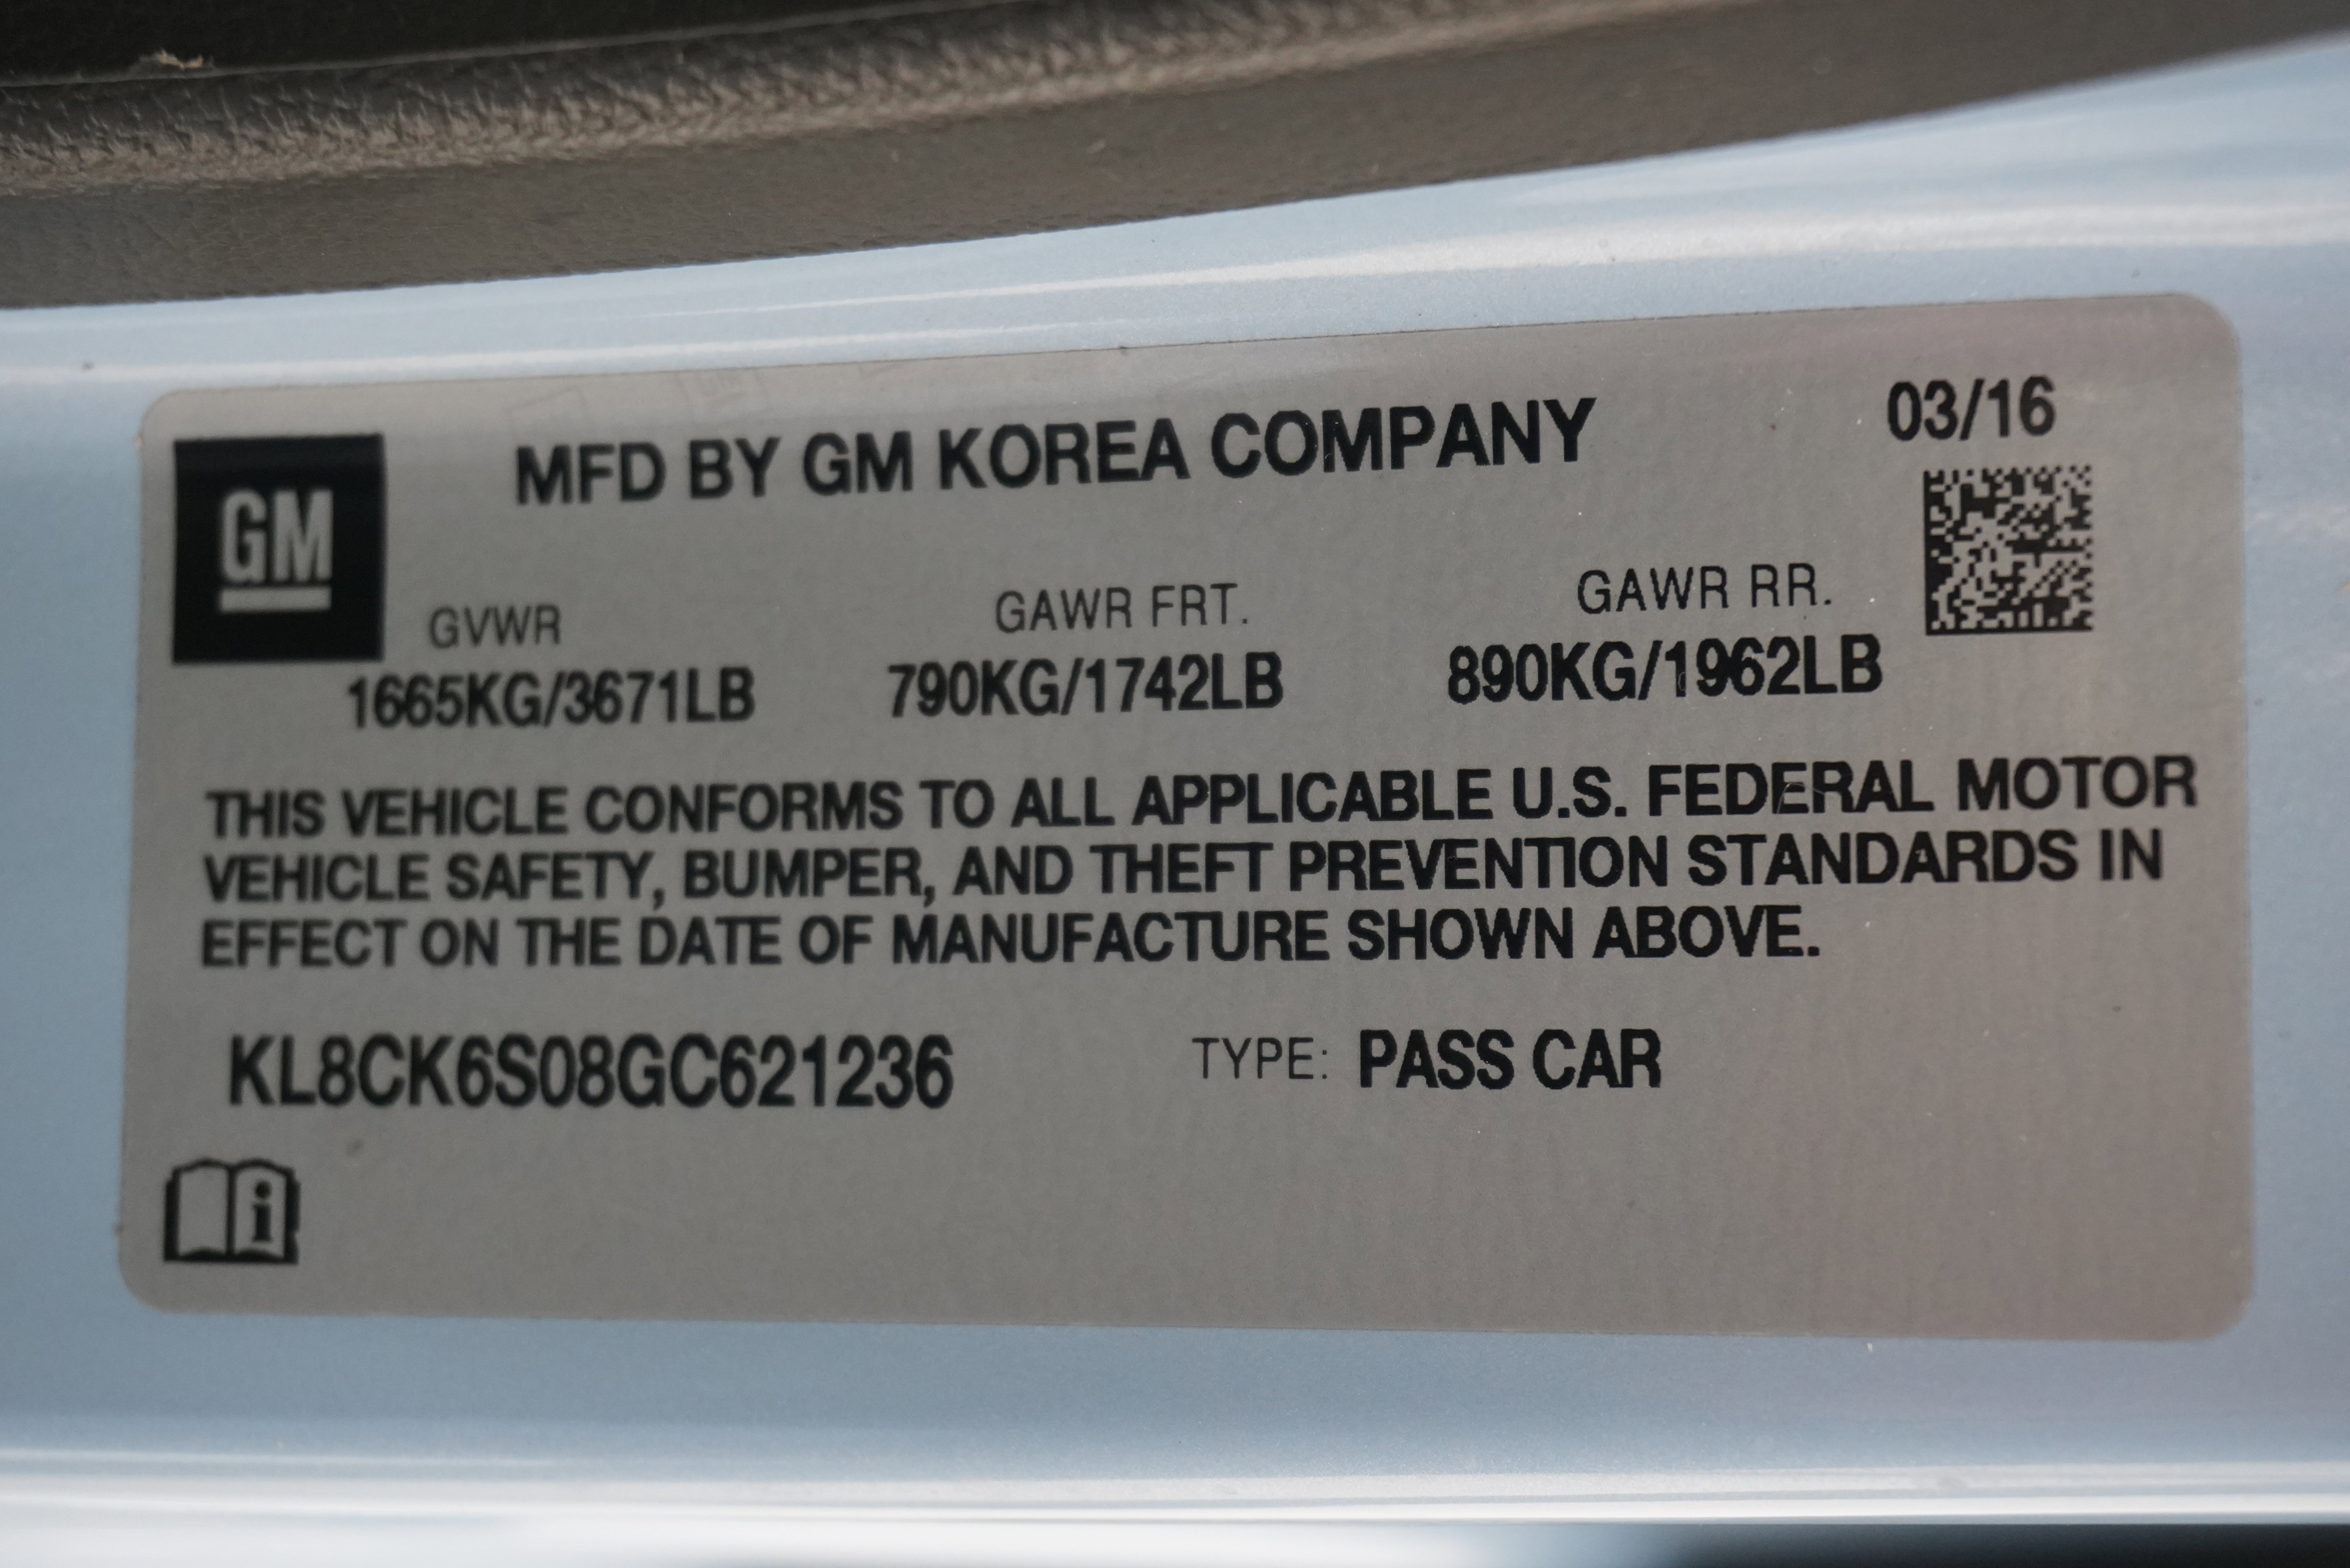 MFD BY GM KOREA COMPANY 03/16
GM
GVWR GAWR FRT. GAWR RR.
1665KG/3671LB 790KG/1742LB 890KG/1962LB
THIS VEHICLE CONFORMS TO ALL APPLICABLE U.S. FEDERAL MOTOR
VEHICLE SAFETY, BUMPER, AND THEFT PREVENTION STANDARDS IN
EFFECT ON THE DATE OF MANUFACTURE SHOWN ABOVE.
KL8CK6S08GC621236 TYPE: PASS CAR
i